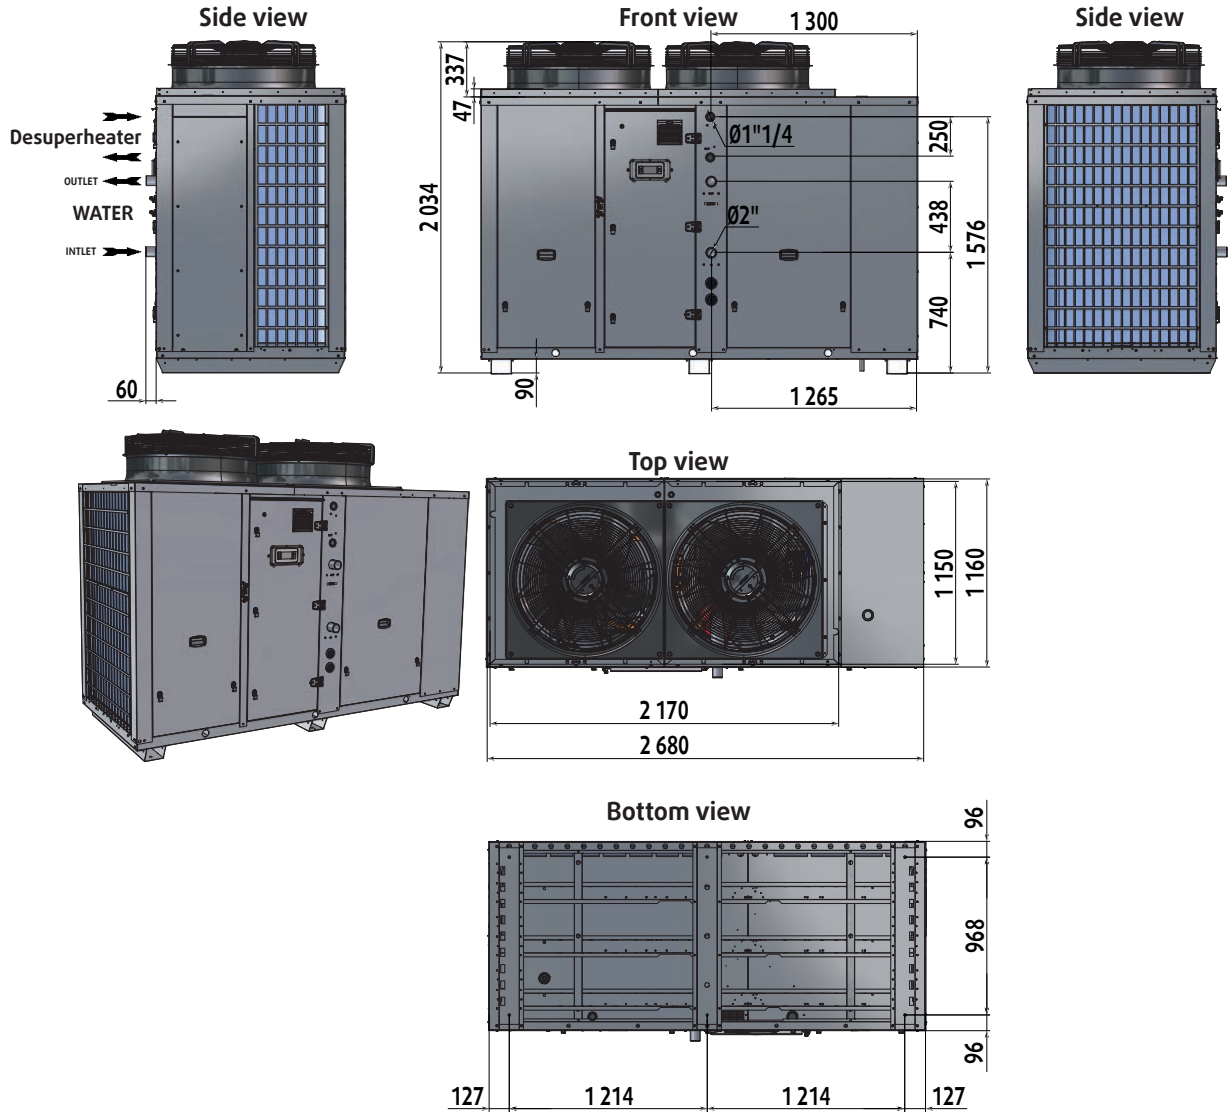 Side view
Front view
Side view
1 300
337
47
2 034
Desuperheater
OUTLET
WATER
INTLET
60
Ø1"1/4
Ø2"
250
438
740
1 576
90
1 265
Top view
1 150
1 160
2 170
2 680
Bottom view
96
968
96
127
1 214
1 214
127